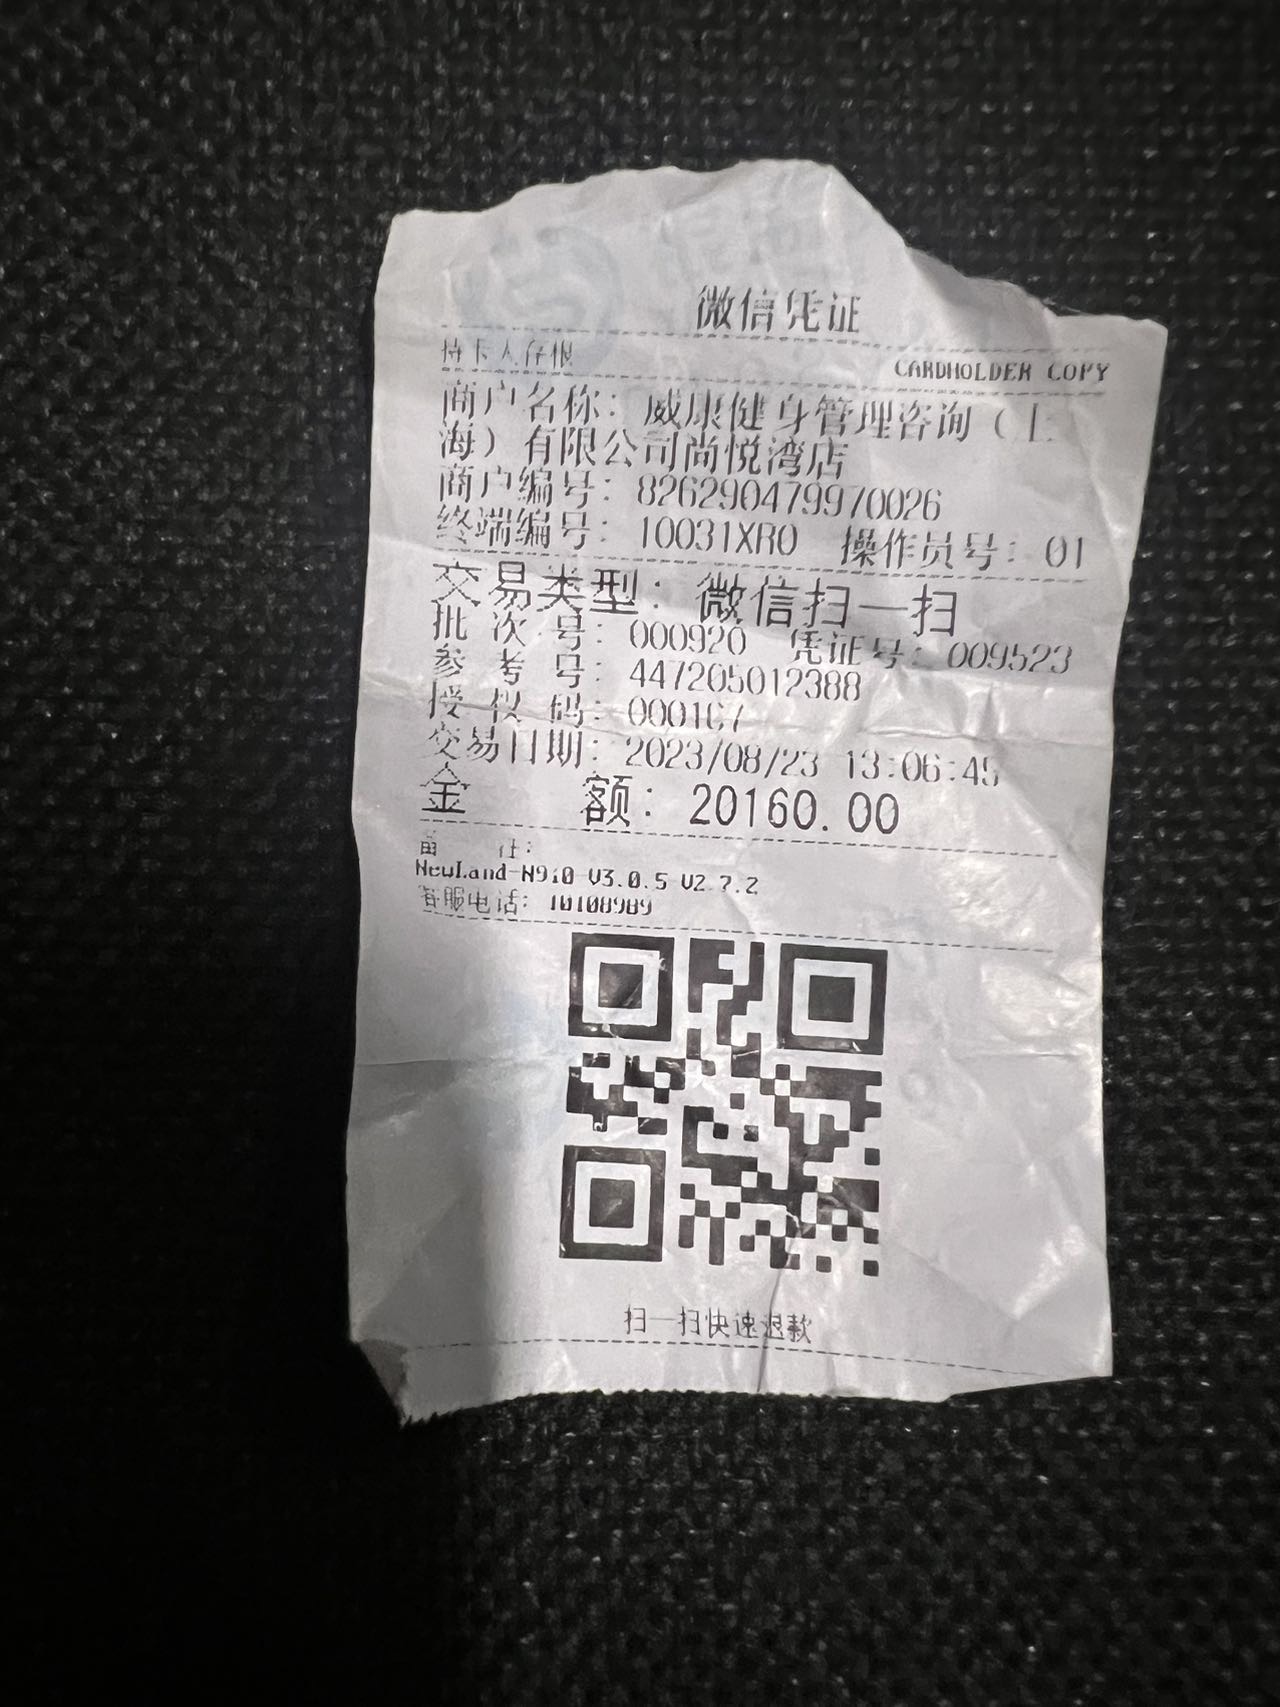 微信凭证
持卡人存根 CARDHOLDER COPY
商户名称: 威康健身管理咨询(上
海)有限公司尚悦湾店
商户编号: 826290479970026
终端编号: 10031XR0 操作员号: 01
交易类型: 微信扫一扫
批次号: 000920 凭证号: 009523
参考号: 447205012388
授权码: 0001C7
交易日期: 2023/08/23 13:06:45
金额: 20160.00
备注:
NewLand-N910 V3.0.5 V2.7.2
客服电话: 10108989
扫一扫快速退款